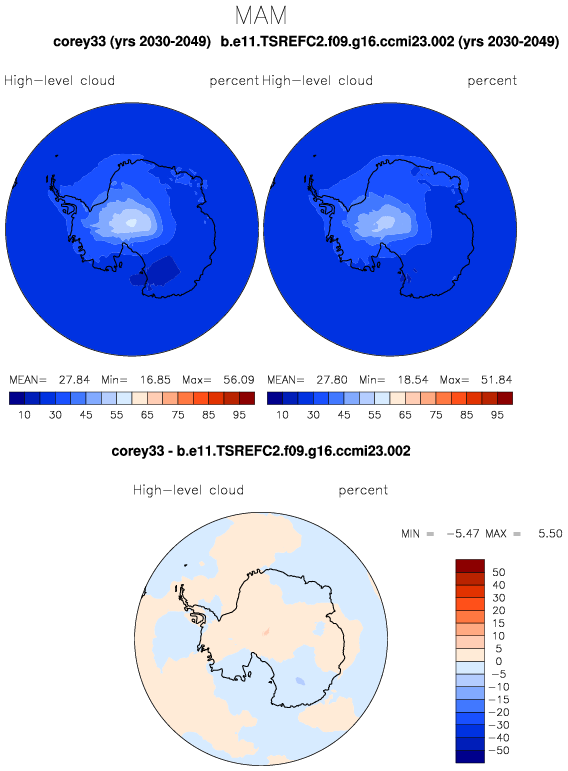 MAM
corey33 (yrs 2030-2049) b.e11.TSREFC2.f09.g16.ccmi23.002 (yrs 2030-2049)
High-level cloud percent High-level cloud percent
MEAN= 27.84 Min= 16.85 Max= 56.09 MEAN= 27.80 Min= 18.54 Max= 51.84
10 30 45 55 65 75 85 95 10 30 45 55 65 75 85 95
corey33 - b.e11.TSREFC2.f09.g16.ccmi23.002
High-level cloud percent
MIN = -5.47 MAX = 5.50
50
40
30
20
15
10
5
0
-5
-10
-15
-20
-30
-40
-50